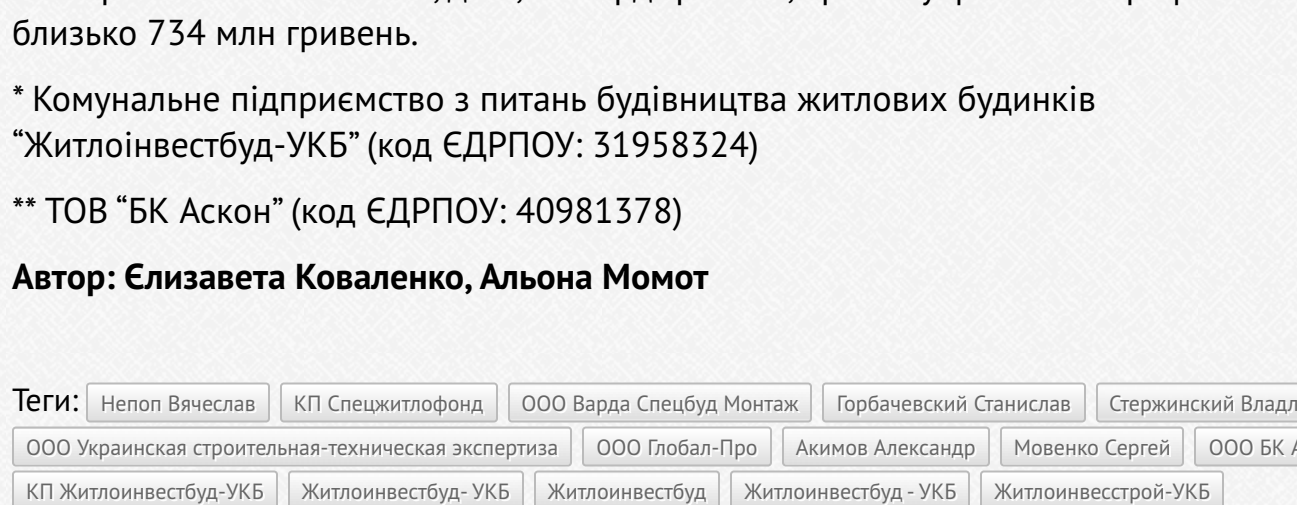 близько 734 млн гривень.
* Комунальне підприємство з питань будівництва житлових будинків
“Житлоінвестбуд-УКБ” (код ЄДРПОУ: 31958324)
** ТОВ “БК Аскон” (код ЄДРПОУ: 40981378)
Автор: Єлизавета Коваленко, Альона Момот
Теги: Непоп Вячеслав КП Спецжитлофонд ООО Варда Спецбуд Монтаж Горбачевский Станислав Стержинский
ООО Украинская строительная-техническая экспертиза ООО Глобал-Про Акимов Александр Мовенко Сергей ООО БК
КП Житлоинвестбуд-УКБ Житлоинвестбуд- УКБ Житлоинвестбуд Житлоинвестбуд - УКБ Житлоинвесстрой-УКБ